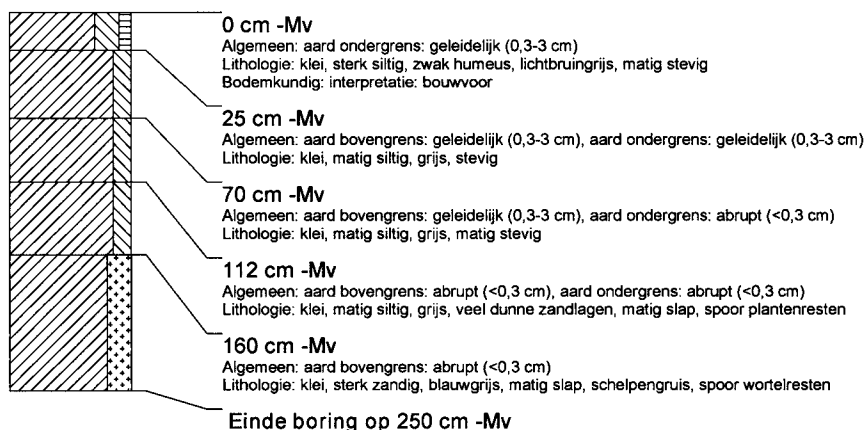 0 cm -Mv
Algemeen: aard ondergrens: geleidelijk (0,3-3 cm)
Lithologie: klei, sterk siltig, zwak humeus, lichtbruingrijs, matig stevig
Bodemkundig: interpretatie: bouwvoor
25 cm -Mv
Algemeen: aard bovengrens: geleidelijk (0,3-3 cm), aard ondergrens: geleidelijk (0,3-3 cm)
Lithologie: klei, matig siltig, grijs, stevig
70 cm -Mv
Algemeen: aard bovengrens: geleidelijk (0,3-3 cm), aard ondergrens: abrupt (<0,3 cm)
Lithologie: klei, matig siltig, grijs, matig stevig
112 cm -Mv
Algemeen: aard bovengrens: abrupt (<0,3 cm), aard ondergrens: abrupt (<0,3 cm)
Lithologie: klei, matig siltig, grijs, veel dunne zandlagen, matig slap, spoor plantenresten
160 cm -Mv
Algemeen: aard bovengrens: abrupt (<0,3 cm)
Lithologie: klei, sterk zandig, blauwgrijs, matig slap, schelpengruis, spoor wortelresten
Einde boring op 250 cm -Mv